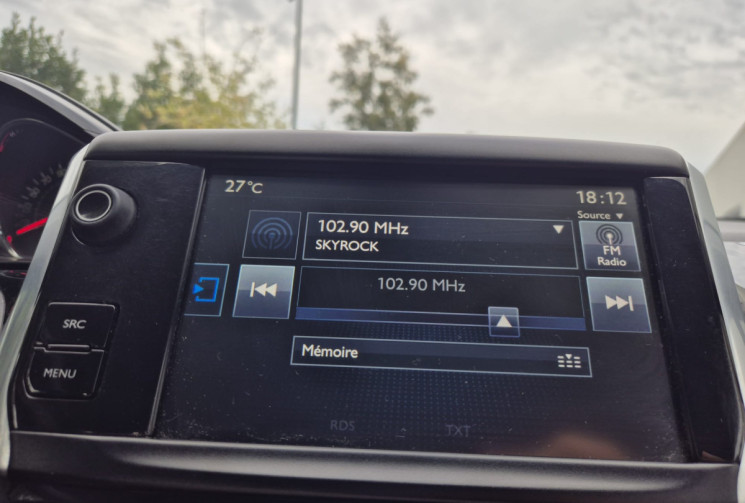 27°C
18:12
Source ▼
102.90 MHz
SKYROCK
FM
Radio
102.90 MHz
SRC
MENU
Mémoire
RDS
TXT